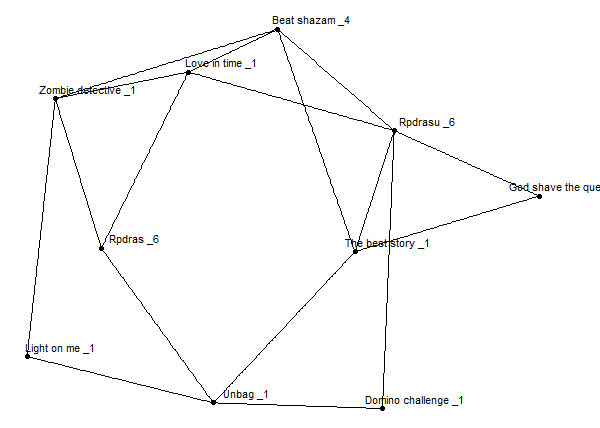 Beat shazam _4
Love in time _1
Zombie detective _1
Rpdrasu _6
God shave the que
Rpdras _6
The best story _1
Light on me _1
Unbag _1
Domino challenge _1